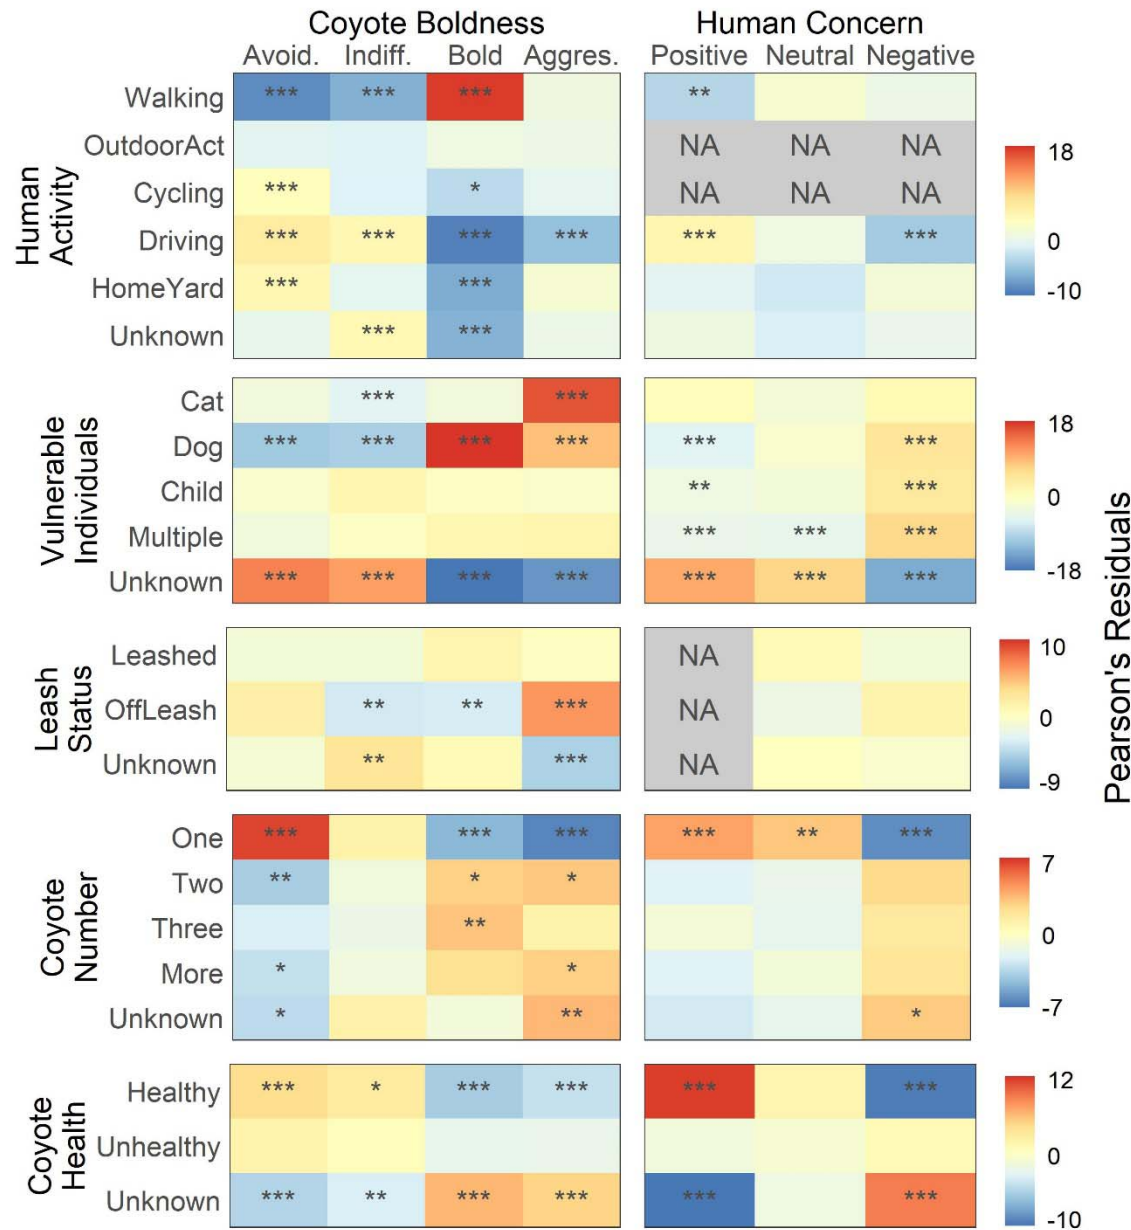 Coyote Boldness Human Concern
Avoid. Indiff. Bold Aggres. Positive Neutral Negative
Human Activity
Walking *** *** *** **
OutdoorAct NA NA NA
Cycling *** * NA NA NA
Driving *** *** *** *** *** ***
HomeYard *** ***
Unknown *** ***
18
0
-10
Vulnerable Individuals
Cat *** ***
Dog *** *** *** *** *** ***
Child ** ***
Multiple *** *** ***
Unknown *** *** *** *** *** *** ***
18
0
-18
Leash Status
Leashed NA
OffLeash ** ** *** NA
Unknown ** *** NA
10
0
-9
Coyote Number
One *** *** *** *** ** ***
Two ** * *
Three **
More * *
Unknown * ** *
7
0
-7
Coyote Health
Healthy *** * *** *** *** ***
Unhealthy
Unknown *** ** *** *** *** ***
12
0
-10
Pearson's Residuals